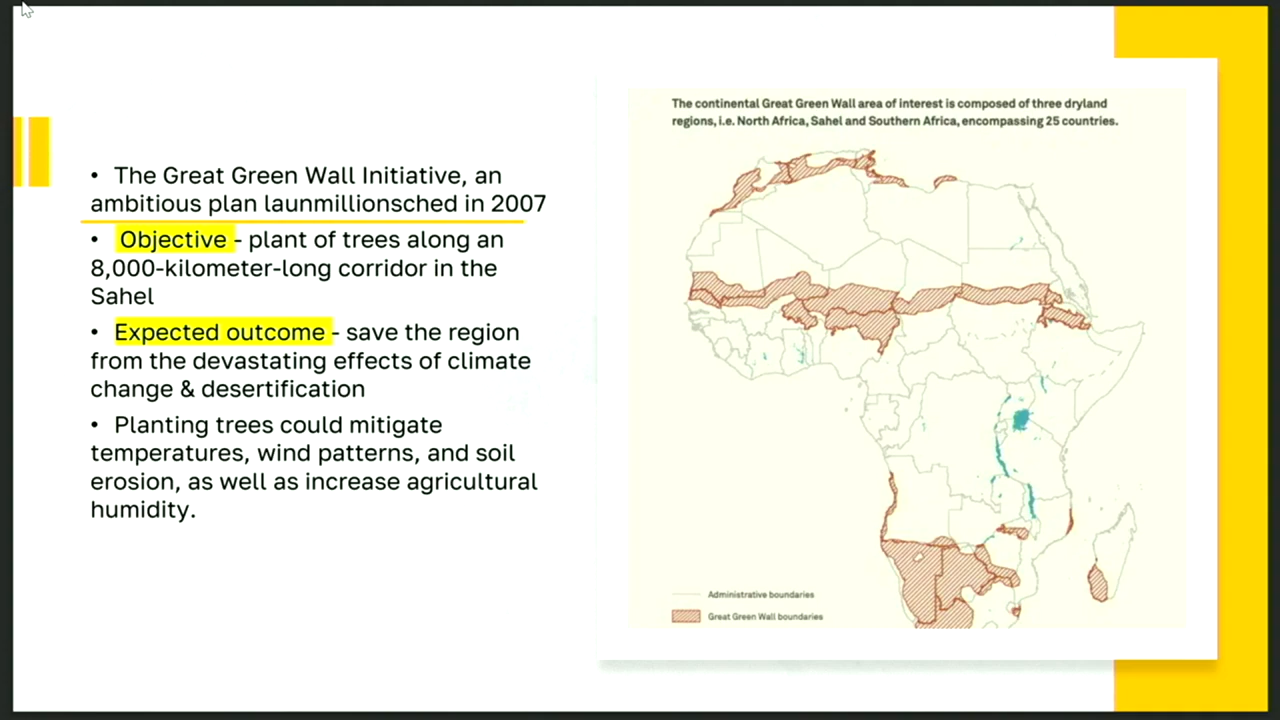 • The Great Green Wall Initiative, an
ambitious plan launmillionsched in 2007
• Objective - plant of trees along an
8,000-kilometer-long corridor in the
Sahel
• Expected outcome - save the region
from the devastating effects of climate
change & desertification
• Planting trees could mitigate
temperatures, wind patterns, and soil
erosion, as well as increase agricultural
humidity.
The continental Great Green Wall area of interest is composed of three dryland
regions, i.e. North Africa, Sahel and Southern Africa, encompassing 25 countries.
Administrative boundaries
Great Green Wall boundaries